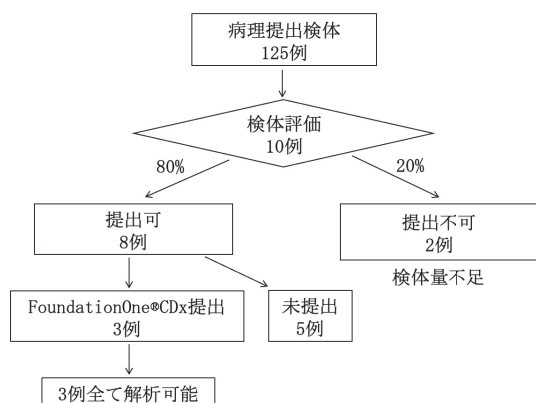 病理提出検体
125例
検体評価
10例
80%
20%
提出可
8例
提出不可
2例
検体量不足
FoundationOne®CDx提出
3例
未提出
5例
3例全て解析可能